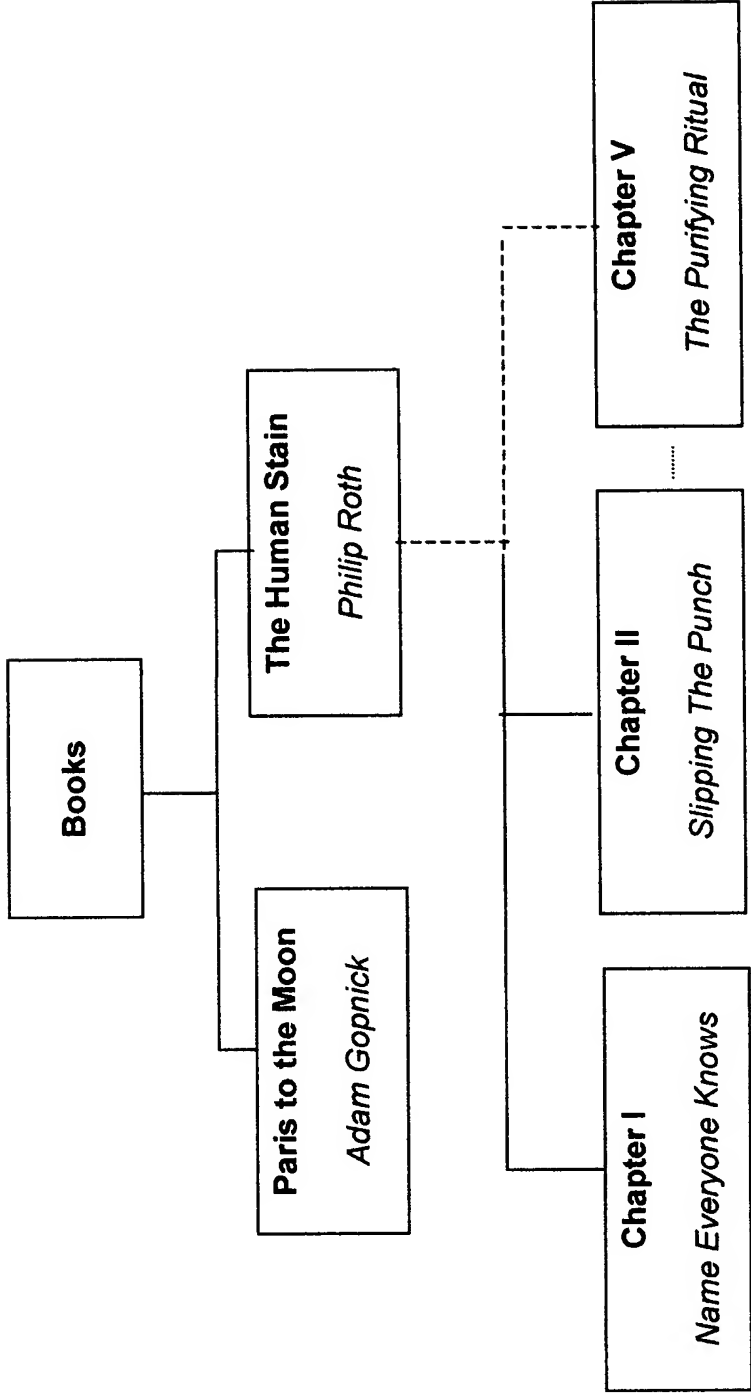 Books
Paris to the Moon
Adam Gopnick
The Human Stain
Philip Roth
Chapter I
Name Everyone Knows
Chapter II
Slipping The Punch
Chapter V
The Purifying Ritual